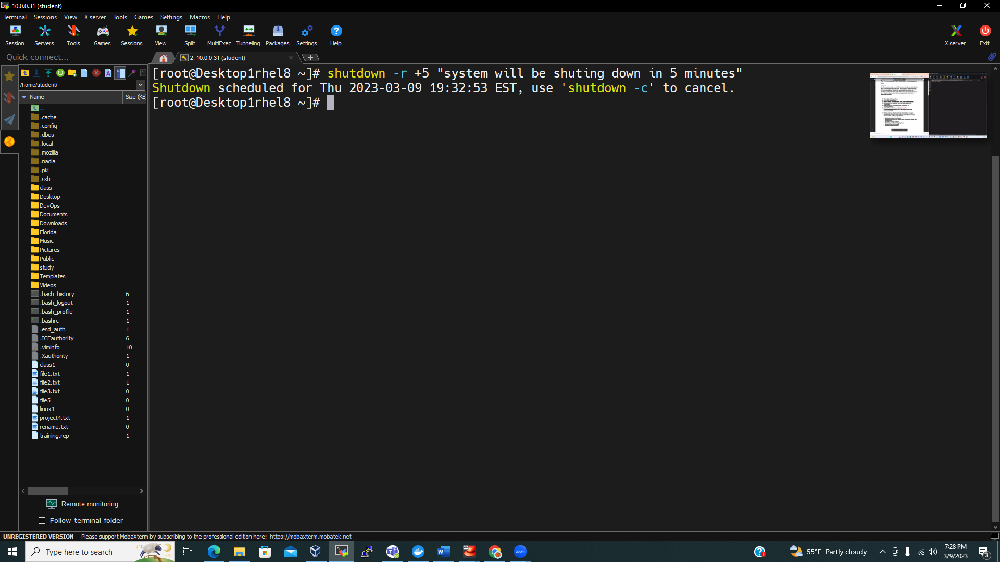 10.0.0.31 (student)
Terminal Sessions View X server Tools Games Settings Macros Help
Session Servers Tools Games Sessions View Split MultiExec Tunneling Packages Settings Help X server Exit
Quick connect...
2. 10.0.0.31 (student)
/home/student/
Name Size (KB
..
.cache
.config
.dbus
.local
.mozilla
.nadia
.pki
.ssh
class
Desktop
DevOps
Documents
Downloads
Florida
Music
Pictures
Public
study
Templates
Videos
.bash_history 6
.bash_logout 1
.bash_profile 1
.bashrc 1
.esd_auth 1
.ICEauthority 6
.viminfo 10
.Xauthority 1
class1 0
file1.txt 1
file2.txt 1
file3.txt 0
file5 0
linux1 0
project4.txt 1
rename.txt 0
training.rep 1
Remote monitoring
Follow terminal folder
[root@Desktop1rhel8 ~]# shutdown -r +5 "system will be shuting down in 5 minutes"
Shutdown scheduled for Thu 2023-03-09 19:32:53 EST, use 'shutdown -c' to cancel.
[root@Desktop1rhel8 ~]#
UNREGISTERED VERSION - Please support MobaXterm by subscribing to the professional edition here: https://mobaxterm.mobatek.net
Type here to search
zoom
55°F Partly cloudy
7:28 PM
3/9/2023
3